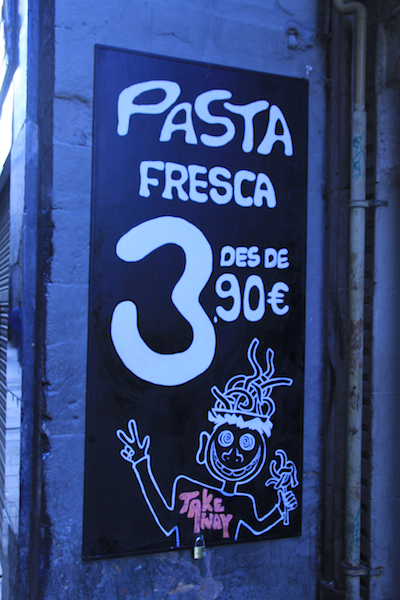 PASTA
FRESCA
3,90€
DES DE
TAKE
AWAY